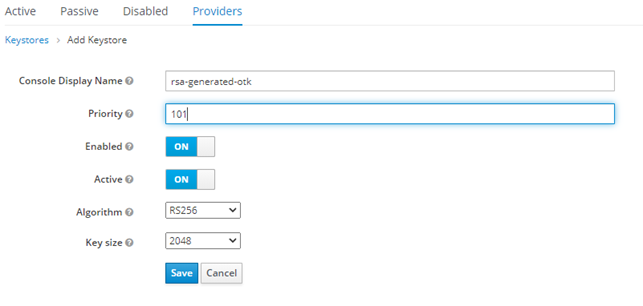 Active Passive Disabled Providers
Keystores > Add Keystore
Console Display Name rsa-generated-otk
Priority 101
Enabled ON
Active ON
Algorithm RS256
Key size 2048
Save Cancel